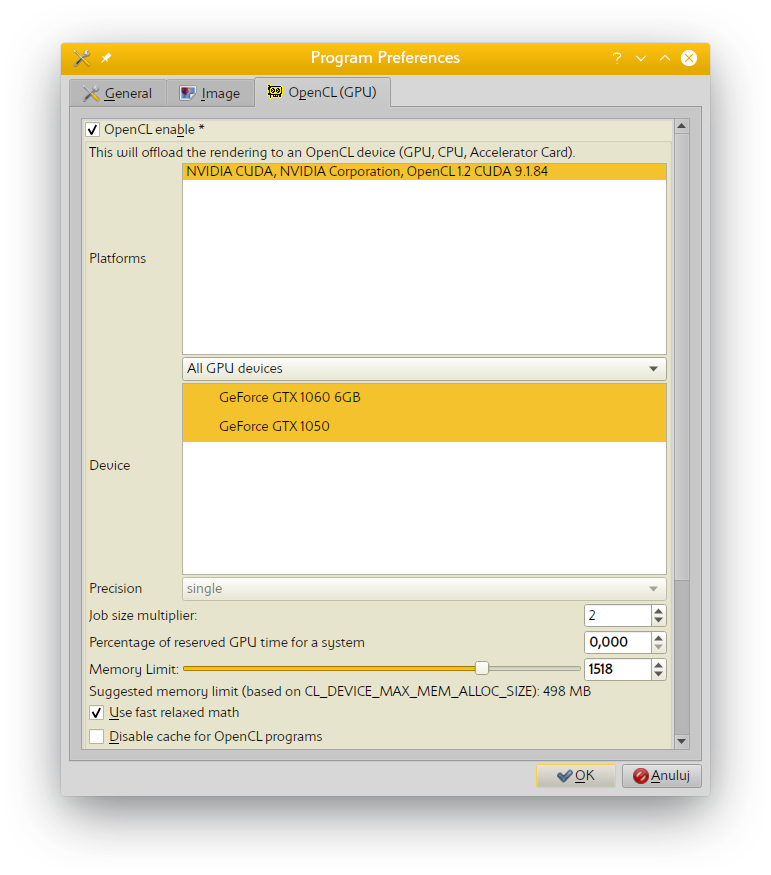 Program Preferences
General Image OpenCL (GPU)
OpenCL enable *
This will offload the rendering to an OpenCL device (GPU, CPU, Accelerator Card).
NVIDIA CUDA, NVIDIA Corporation, OpenCL 1.2 CUDA 9.1.84
Platforms
All GPU devices
GeForce GTX 1060 6GB
GeForce GTX 1050
Device
Precision single
Job size multiplier: 2
Percentage of reserved GPU time for a system 0,000
Memory Limit: 1518
Suggested memory limit (based on CL_DEVICE_MAX_MEM_ALLOC_SIZE): 498 MB
Use fast relaxed math
Disable cache for OpenCL programs
OK Anuluj